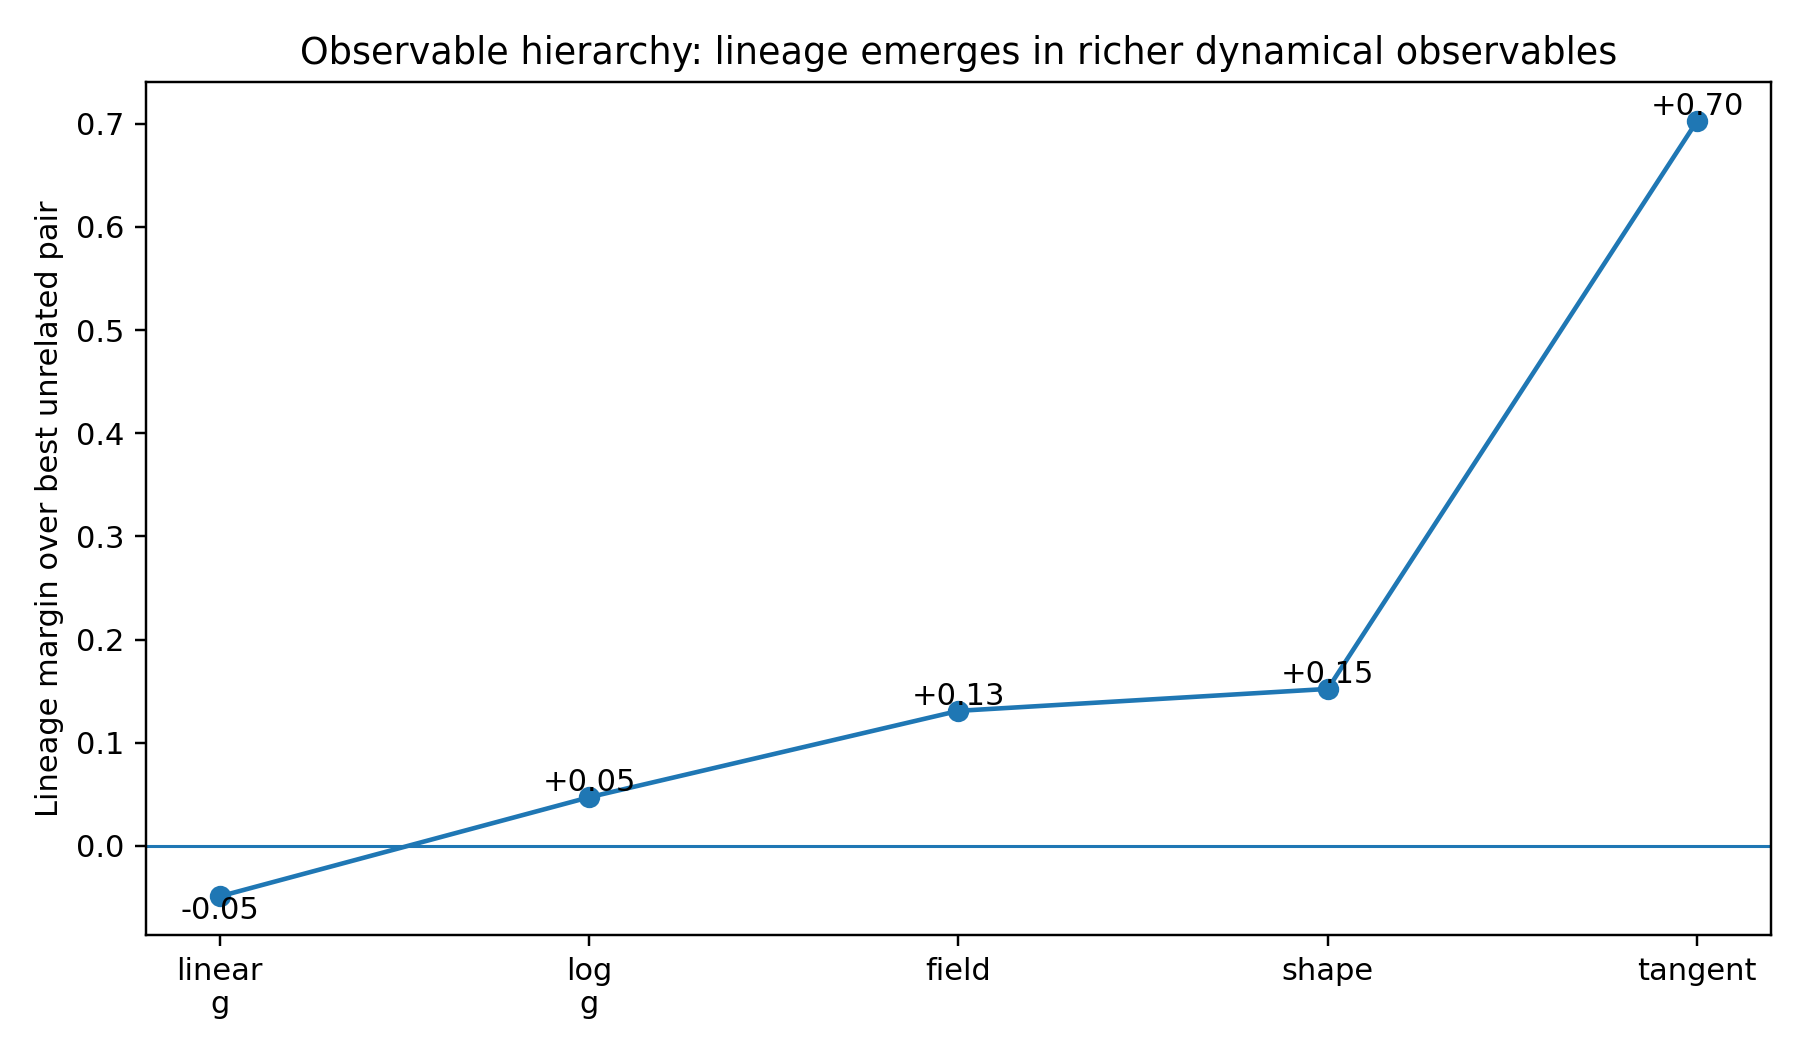 Observable hierarchy: lineage emerges in richer dynamical observables
Lineage margin over best unrelated pair
0.7
0.6
0.5
0.4
0.3
0.2
0.1
0.0
+0.70
+0.15
+0.13
+0.05
-0.05
linear
g
log
g
field
shape
tangent